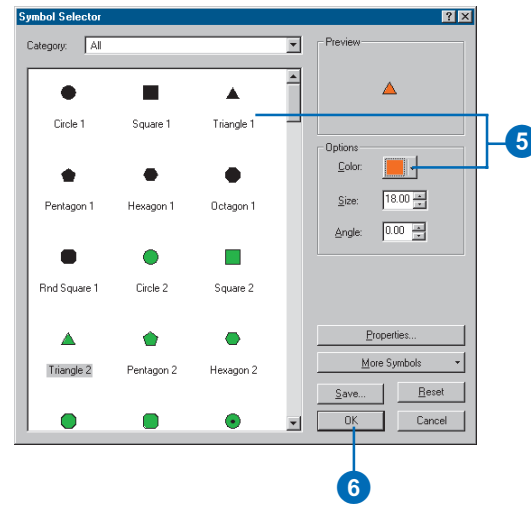 Symbol Selector
Category: All
Circle 1 Square 1 Triangle 1
Pentagon 1 Hexagon 1 Octagon 1
Rnd Square 1 Circle 2 Square 2
Triangle 2 Pentagon 2 Hexagon 2
Preview
Options
Color:
Size: 18.00
Angle: 0.00
Properties...
More Symbols
Save... Reset
OK Cancel
5
6